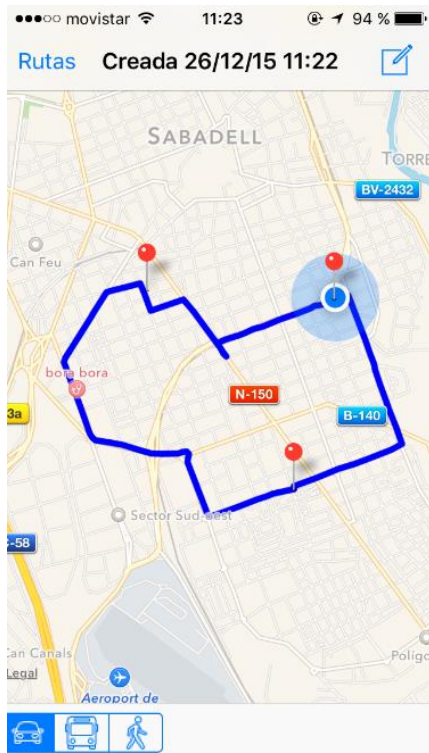 movistar 11:23 94 %
Rutas Creada 26/12/15 11:22
SABADELL
TORRE
BV-2432
Can Feu
bora bora
N-150
3a
B-140
Sector Sud-Oest
-58
Can Canals
Políg
Legal
Aeroport de